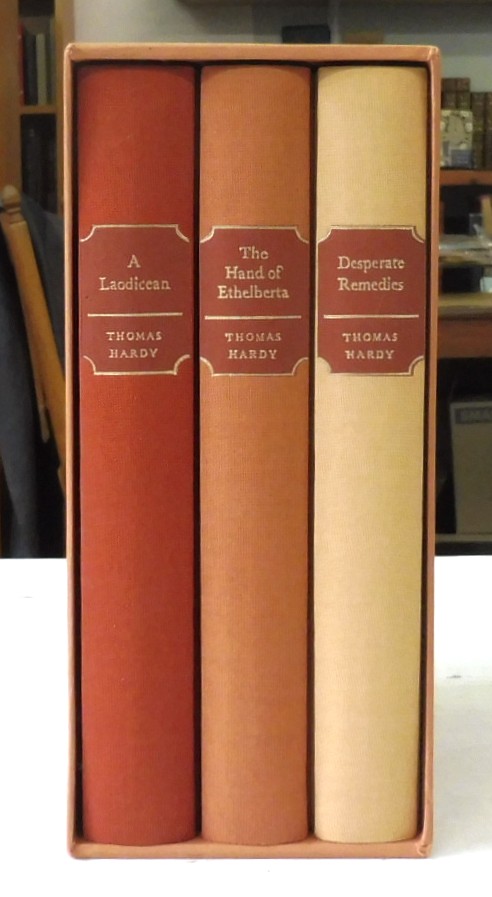 A
Laodicean
THOMAS
HARDY
The
Hand of
Ethelberta
THOMAS
HARDY
Desperate
Remedies
THOMAS
HARDY